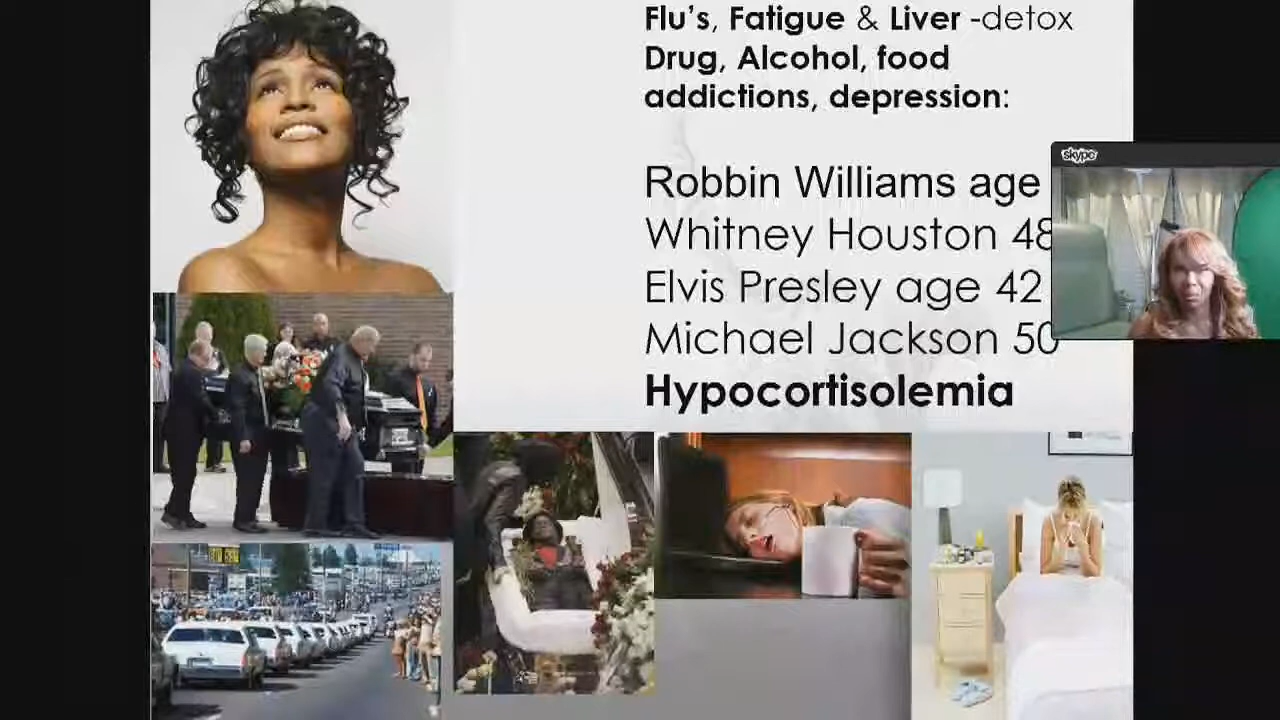 Flu's, Fatigue & Liver -detox
Drug, Alcohol, food
addictions, depression:
Robbin Williams age
Whitney Houston 48
Elvis Presley age 42
Michael Jackson 50
Hypocortisolemia
skype